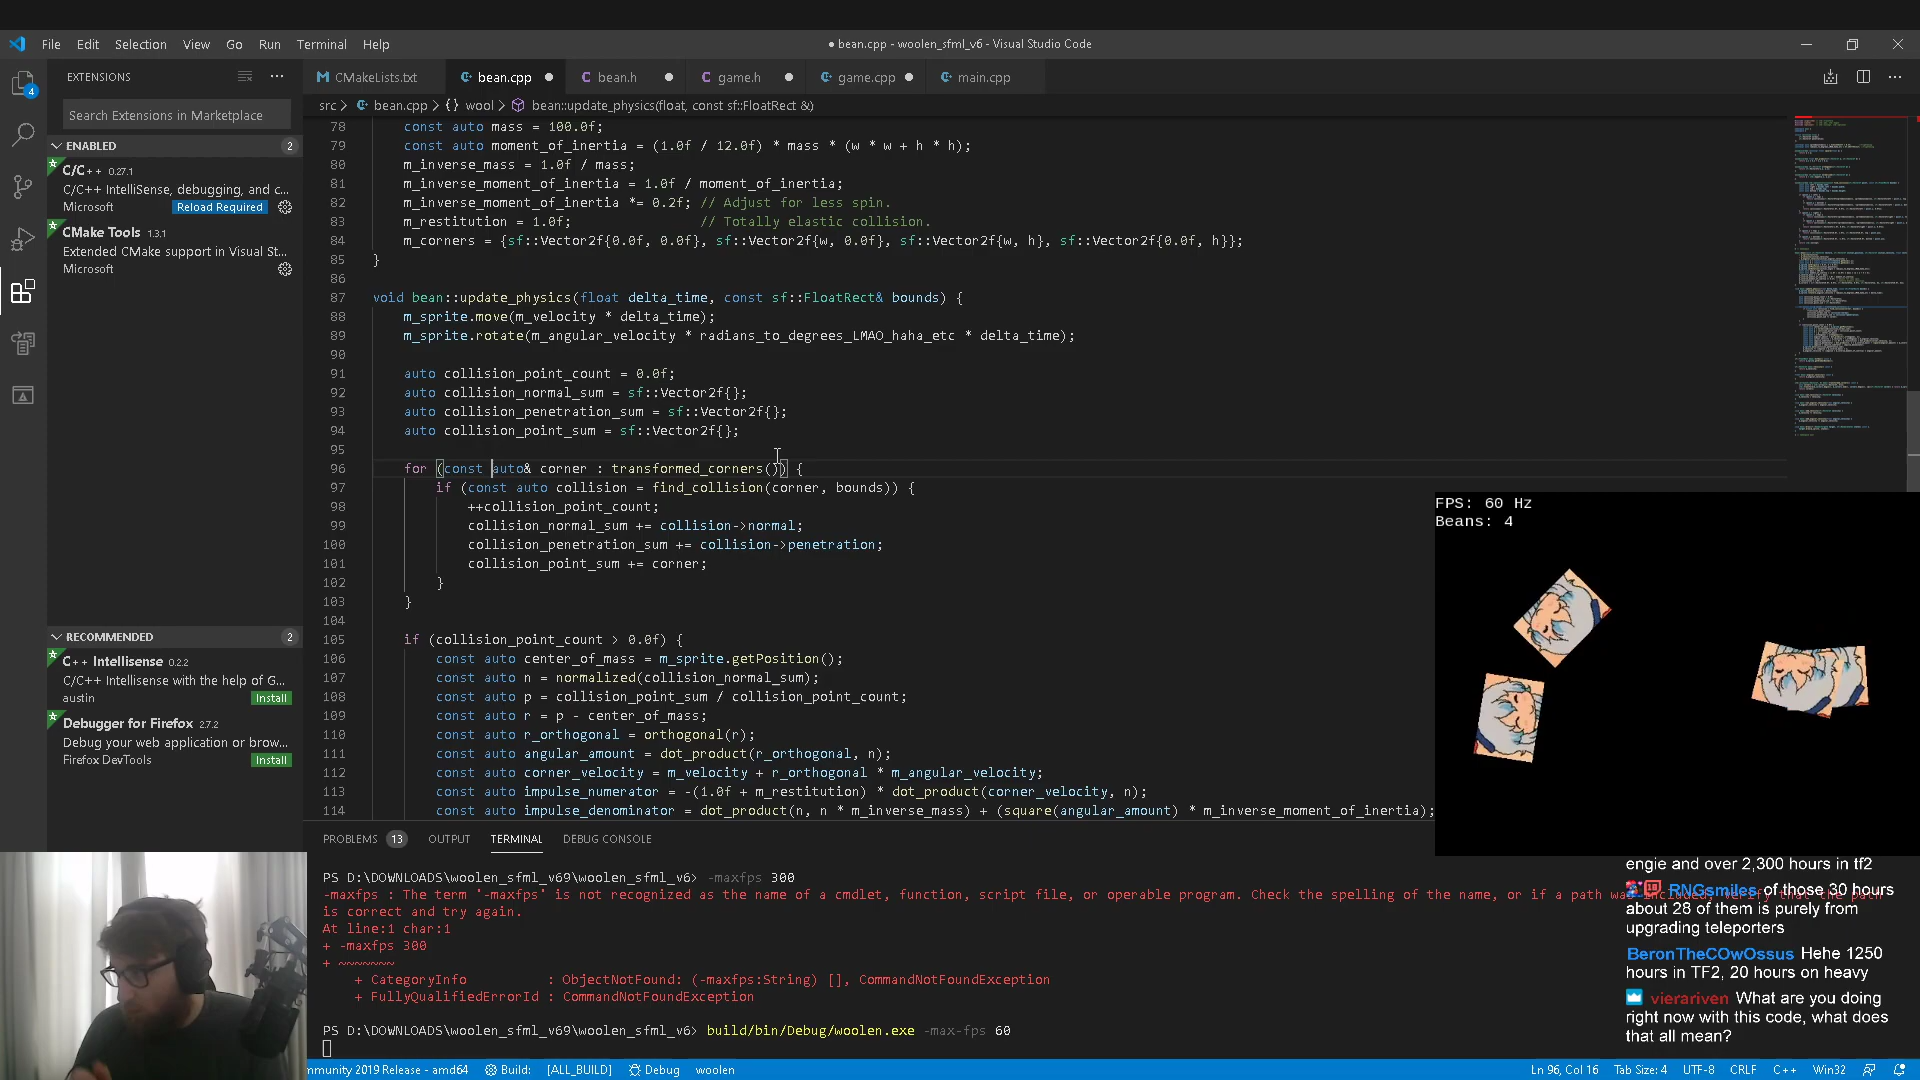 File Edit Selection View Go Run Terminal Help
● bean.cpp - woolen_sfml_v6 - Visual Studio Code
EXTENSIONS
CMakeLists.txt
bean.cpp
bean.h
game.h
game.cpp
main.cpp
4
Search Extensions in Marketplace
src > bean.cpp > {} wool > bean::update_physics(float, const sf::FloatRect &)
ENABLED 2
C/C++ 0.27.1
C/C++ IntelliSense, debugging, and c...
Microsoft Reload Required
CMake Tools 1.3.1
Extended CMake support in Visual St...
Microsoft
RECOMMENDED 2
C++ Intellisense 0.2.2
C/C++ Intellisense with the help of G...
austin Install
Debugger for Firefox 2.7.2
Debug your web application or brow...
Firefox DevTools Install
78 const auto mass = 100.0f;
79 const auto moment_of_inertia = (1.0f / 12.0f) * mass * (w * w + h * h);
80 m_inverse_mass = 1.0f / mass;
81 m_inverse_moment_of_inertia = 1.0f / moment_of_inertia;
82 m_inverse_moment_of_inertia *= 0.2f; // Adjust for less spin.
83 m_restitution = 1.0f; // Totally elastic collision.
84 m_corners = {sf::Vector2f{0.0f, 0.0f}, sf::Vector2f{w, 0.0f}, sf::Vector2f{w, h}, sf::Vector2f{0.0f, h}};
85 }
86
87 void bean::update_physics(float delta_time, const sf::FloatRect& bounds) {
88 m_sprite.move(m_velocity * delta_time);
89 m_sprite.rotate(m_angular_velocity * radians_to_degrees_LMAO_haha_etc * delta_time);
90
91 auto collision_point_count = 0.0f;
92 auto collision_normal_sum = sf::Vector2f{};
93 auto collision_penetration_sum = sf::Vector2f{};
94 auto collision_point_sum = sf::Vector2f{};
95
96 for (const auto& corner : transformed_corners()) {
97 if (const auto collision = find_collision(corner, bounds)) {
98 ++collision_point_count;
99 collision_normal_sum += collision->normal;
100 collision_penetration_sum += collision->penetration;
101 collision_point_sum += corner;
102 }
103 }
104
105 if (collision_point_count > 0.0f) {
106 const auto center_of_mass = m_sprite.getPosition();
107 const auto n = normalized(collision_normal_sum);
108 const auto p = collision_point_sum / collision_point_count;
109 const auto r = p - center_of_mass;
110 const auto r_orthogonal = orthogonal(r);
111 const auto angular_amount = dot_product(r_orthogonal, n);
112 const auto corner_velocity = m_velocity + r_orthogonal * m_angular_velocity;
113 const auto impulse_numerator = -(1.0f + m_restitution) * dot_product(corner_velocity, n);
114 const auto impulse_denominator = dot_product(n, n * m_inverse_mass) + (square(angular_amount) * m_inverse_moment_of_inertia);
FPS: 60 Hz
Beans: 4
PROBLEMS 13 OUTPUT TERMINAL DEBUG CONSOLE
PS D:\DOWNLOADS\woolen_sfml_v69\woolen_sfml_v6> -maxfps 300
-maxfps : The term '-maxfps' is not recognized as the name of a cmdlet, function, script file, or operable program. Check the spelling of the name, or if a path was included, verify that the path
is correct and try again.
At line:1 char:1
+ -maxfps 300
+ ~~~~~~~
+ CategoryInfo : ObjectNotFound: (-maxfps:String) [], CommandNotFoundException
+ FullyQualifiedErrorId : CommandNotFoundException
PS D:\DOWNLOADS\woolen_sfml_v69\woolen_sfml_v6> build/bin/Debug/woolen.exe -max-fps 60
engie and over 2,300 hours in tf2
RNGsmiles of those 30 hours
about 28 of them is purely from
upgrading teleporters
BeronTheCOwOssus Hehe 1250
hours in TF2, 20 hours on heavy
vierariven What are you doing
right now with this code, what does
that all mean?
mmunity 2019 Release - amd64 Build: [ALL_BUILD] Debug woolen
Ln 96, Col 16 Tab Size: 4 UTF-8 CRLF C++ Win32